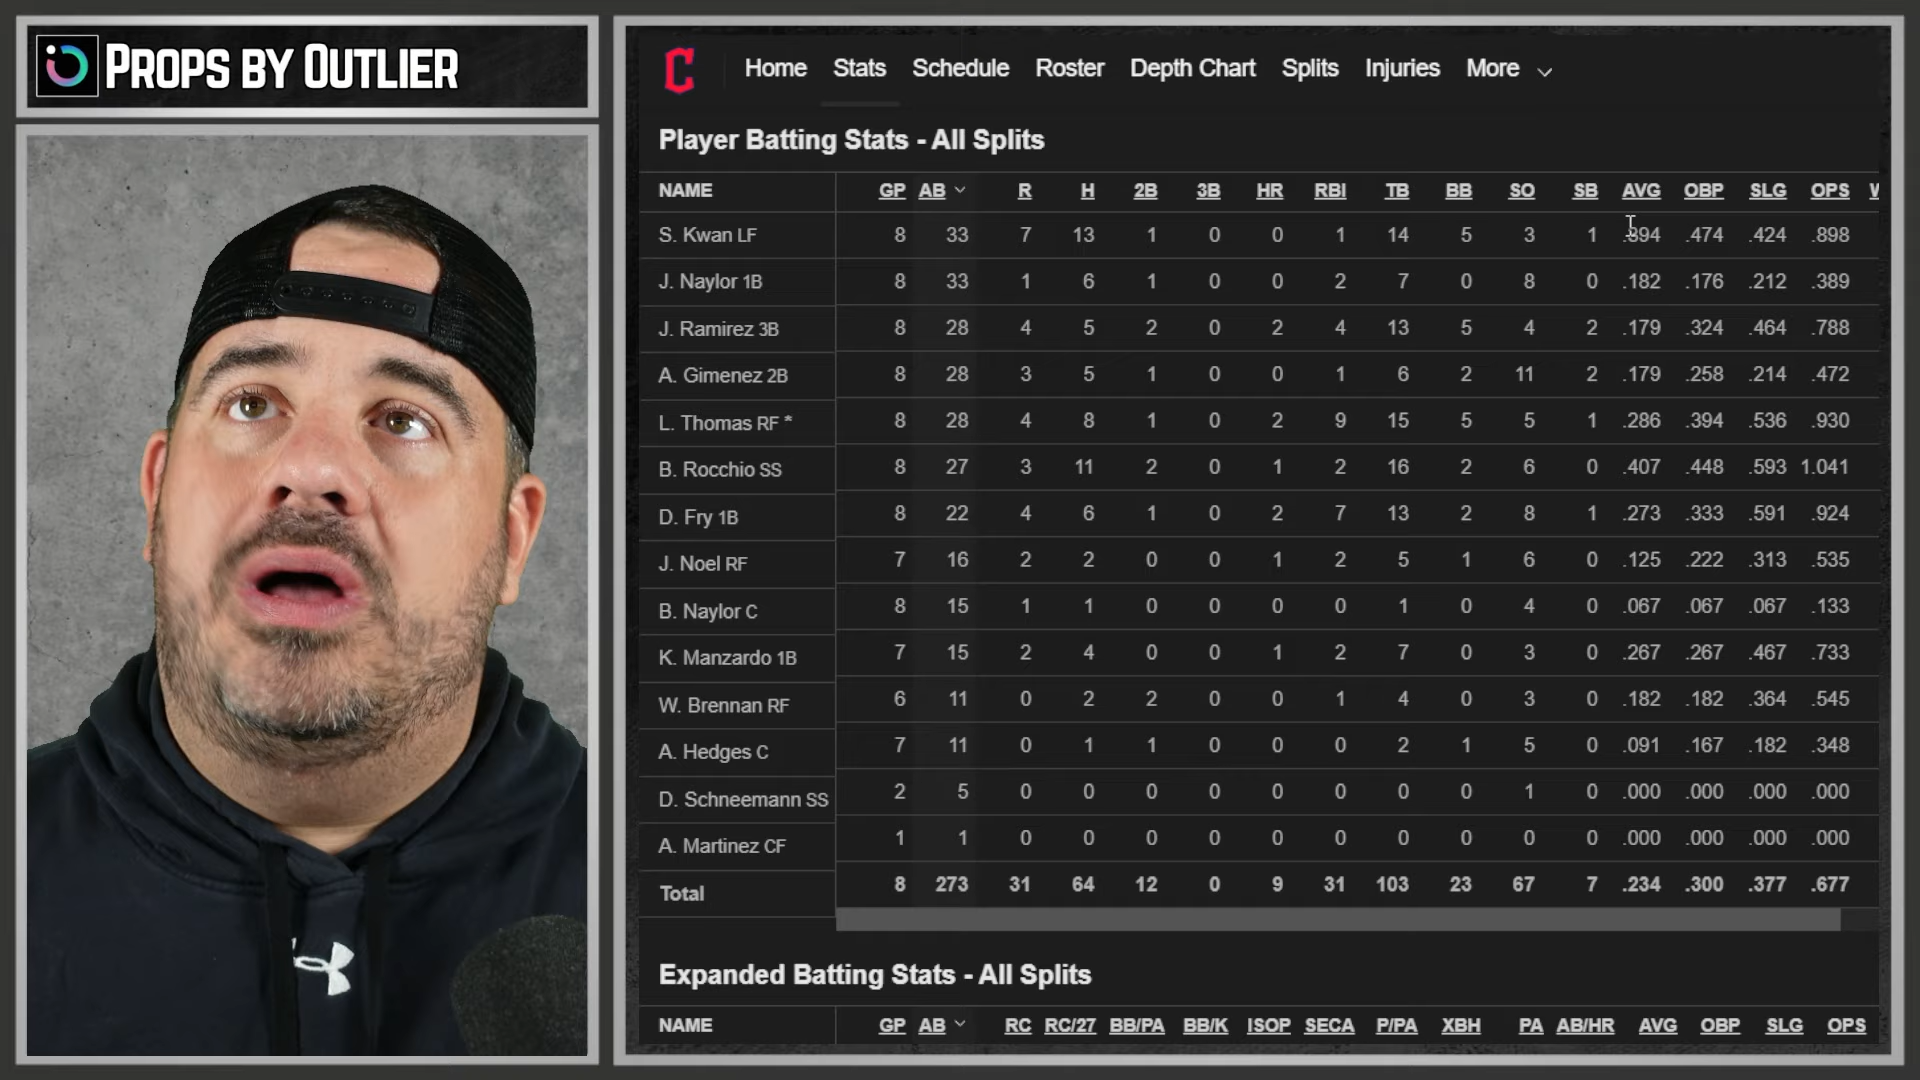 PROPS BY OUTLIER
Home Stats Schedule Roster Depth Chart Splits Injuries More
Player Batting Stats - All Splits
NAME GP AB R H 2B 3B HR RBI TB BB SO SB AVG OBP SLG OPS
S. Kwan LF 8 33 7 13 1 0 0 1 14 5 3 1 .394 .474 .424 .898
J. Naylor 1B 8 33 1 6 1 0 0 2 7 0 8 0 .182 .176 .212 .389
J. Ramirez 3B 8 28 4 5 2 0 2 4 13 5 4 2 .179 .324 .464 .788
A. Gimenez 2B 8 28 3 5 1 0 0 1 6 2 11 2 .179 .258 .214 .472
L. Thomas RF * 8 28 4 8 1 0 2 9 15 5 5 1 .286 .394 .536 .930
B. Rocchio SS 8 27 3 11 2 0 1 2 16 2 6 0 .407 .448 .593 1.041
D. Fry 1B 8 22 4 6 1 0 2 7 13 2 8 1 .273 .333 .591 .924
J. Noel RF 7 16 2 2 0 0 1 2 5 1 6 0 .125 .222 .313 .535
B. Naylor C 8 15 1 1 0 0 0 0 1 0 4 0 .067 .067 .067 .133
K. Manzardo 1B 7 15 2 4 0 0 1 2 7 0 3 0 .267 .267 .467 .733
W. Brennan RF 6 11 0 2 2 0 0 1 4 0 3 0 .182 .182 .364 .545
A. Hedges C 7 11 0 1 1 0 0 0 2 1 5 0 .091 .167 .182 .348
D. Schneemann SS 2 5 0 0 0 0 0 0 0 0 1 0 .000 .000 .000 .000
A. Martinez CF 1 1 0 0 0 0 0 0 0 0 0 0 .000 .000 .000 .000
Total 8 273 31 64 12 0 9 31 103 23 67 7 .234 .300 .377 .677
Expanded Batting Stats - All Splits
NAME GP AB RC RC/27 BB/PA BB/K ISOP SECA P/PA XBH PA AB/HR AVG OBP SLG OPS